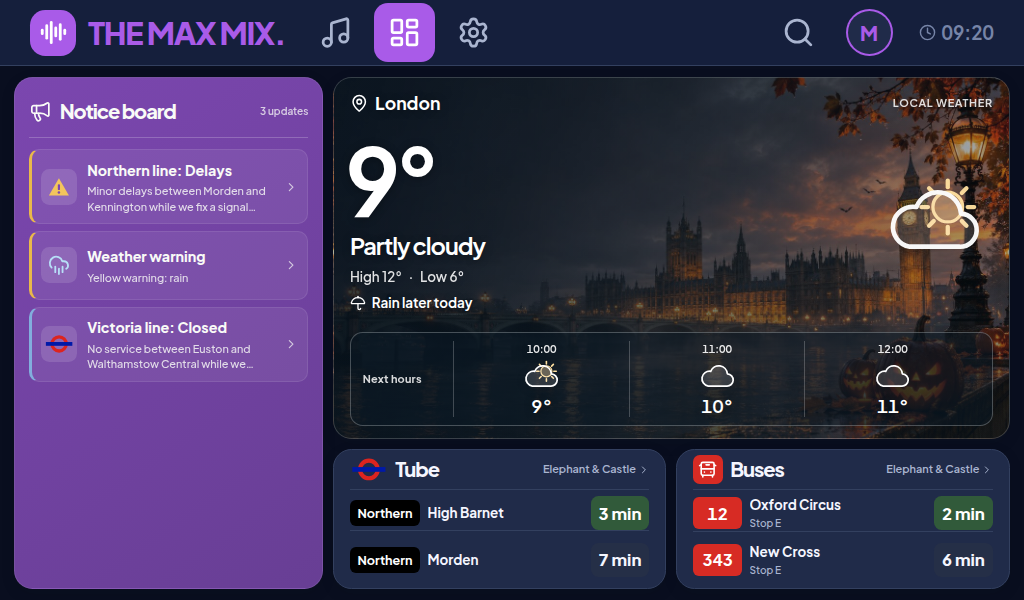 THE MAX MIX.
M
09:20
Notice board
3 updates
Northern line: Delays
Minor delays between Morden and
Kennington while we fix a signal...
Weather warning
Yellow warning: rain
Victoria line: Closed
No service between Euston and
Walthamstow Central while we...
London
LOCAL WEATHER
9°
Partly cloudy
High 12° · Low 6°
Rain later today
Next hours
10:00
9°
11:00
10°
12:00
11°
Tube
Elephant & Castle
Northern
High Barnet
3 min
Northern
Morden
7 min
Buses
Elephant & Castle
12
Oxford Circus
Stop E
2 min
343
New Cross
Stop E
6 min